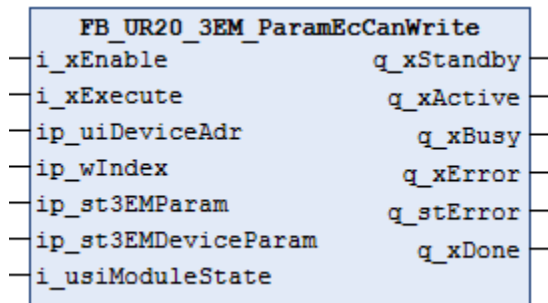 FB_UR20_3EM_ParamEcCanWrite
i_xEnable q_xStandby
i_xExecute q_xActive
ip_uiDeviceAdr q_xBusy
ip_wIndex q_xError
ip_st3EMParam q_stError
ip_st3EMDeviceParam q_xDone
i_usiModuleState